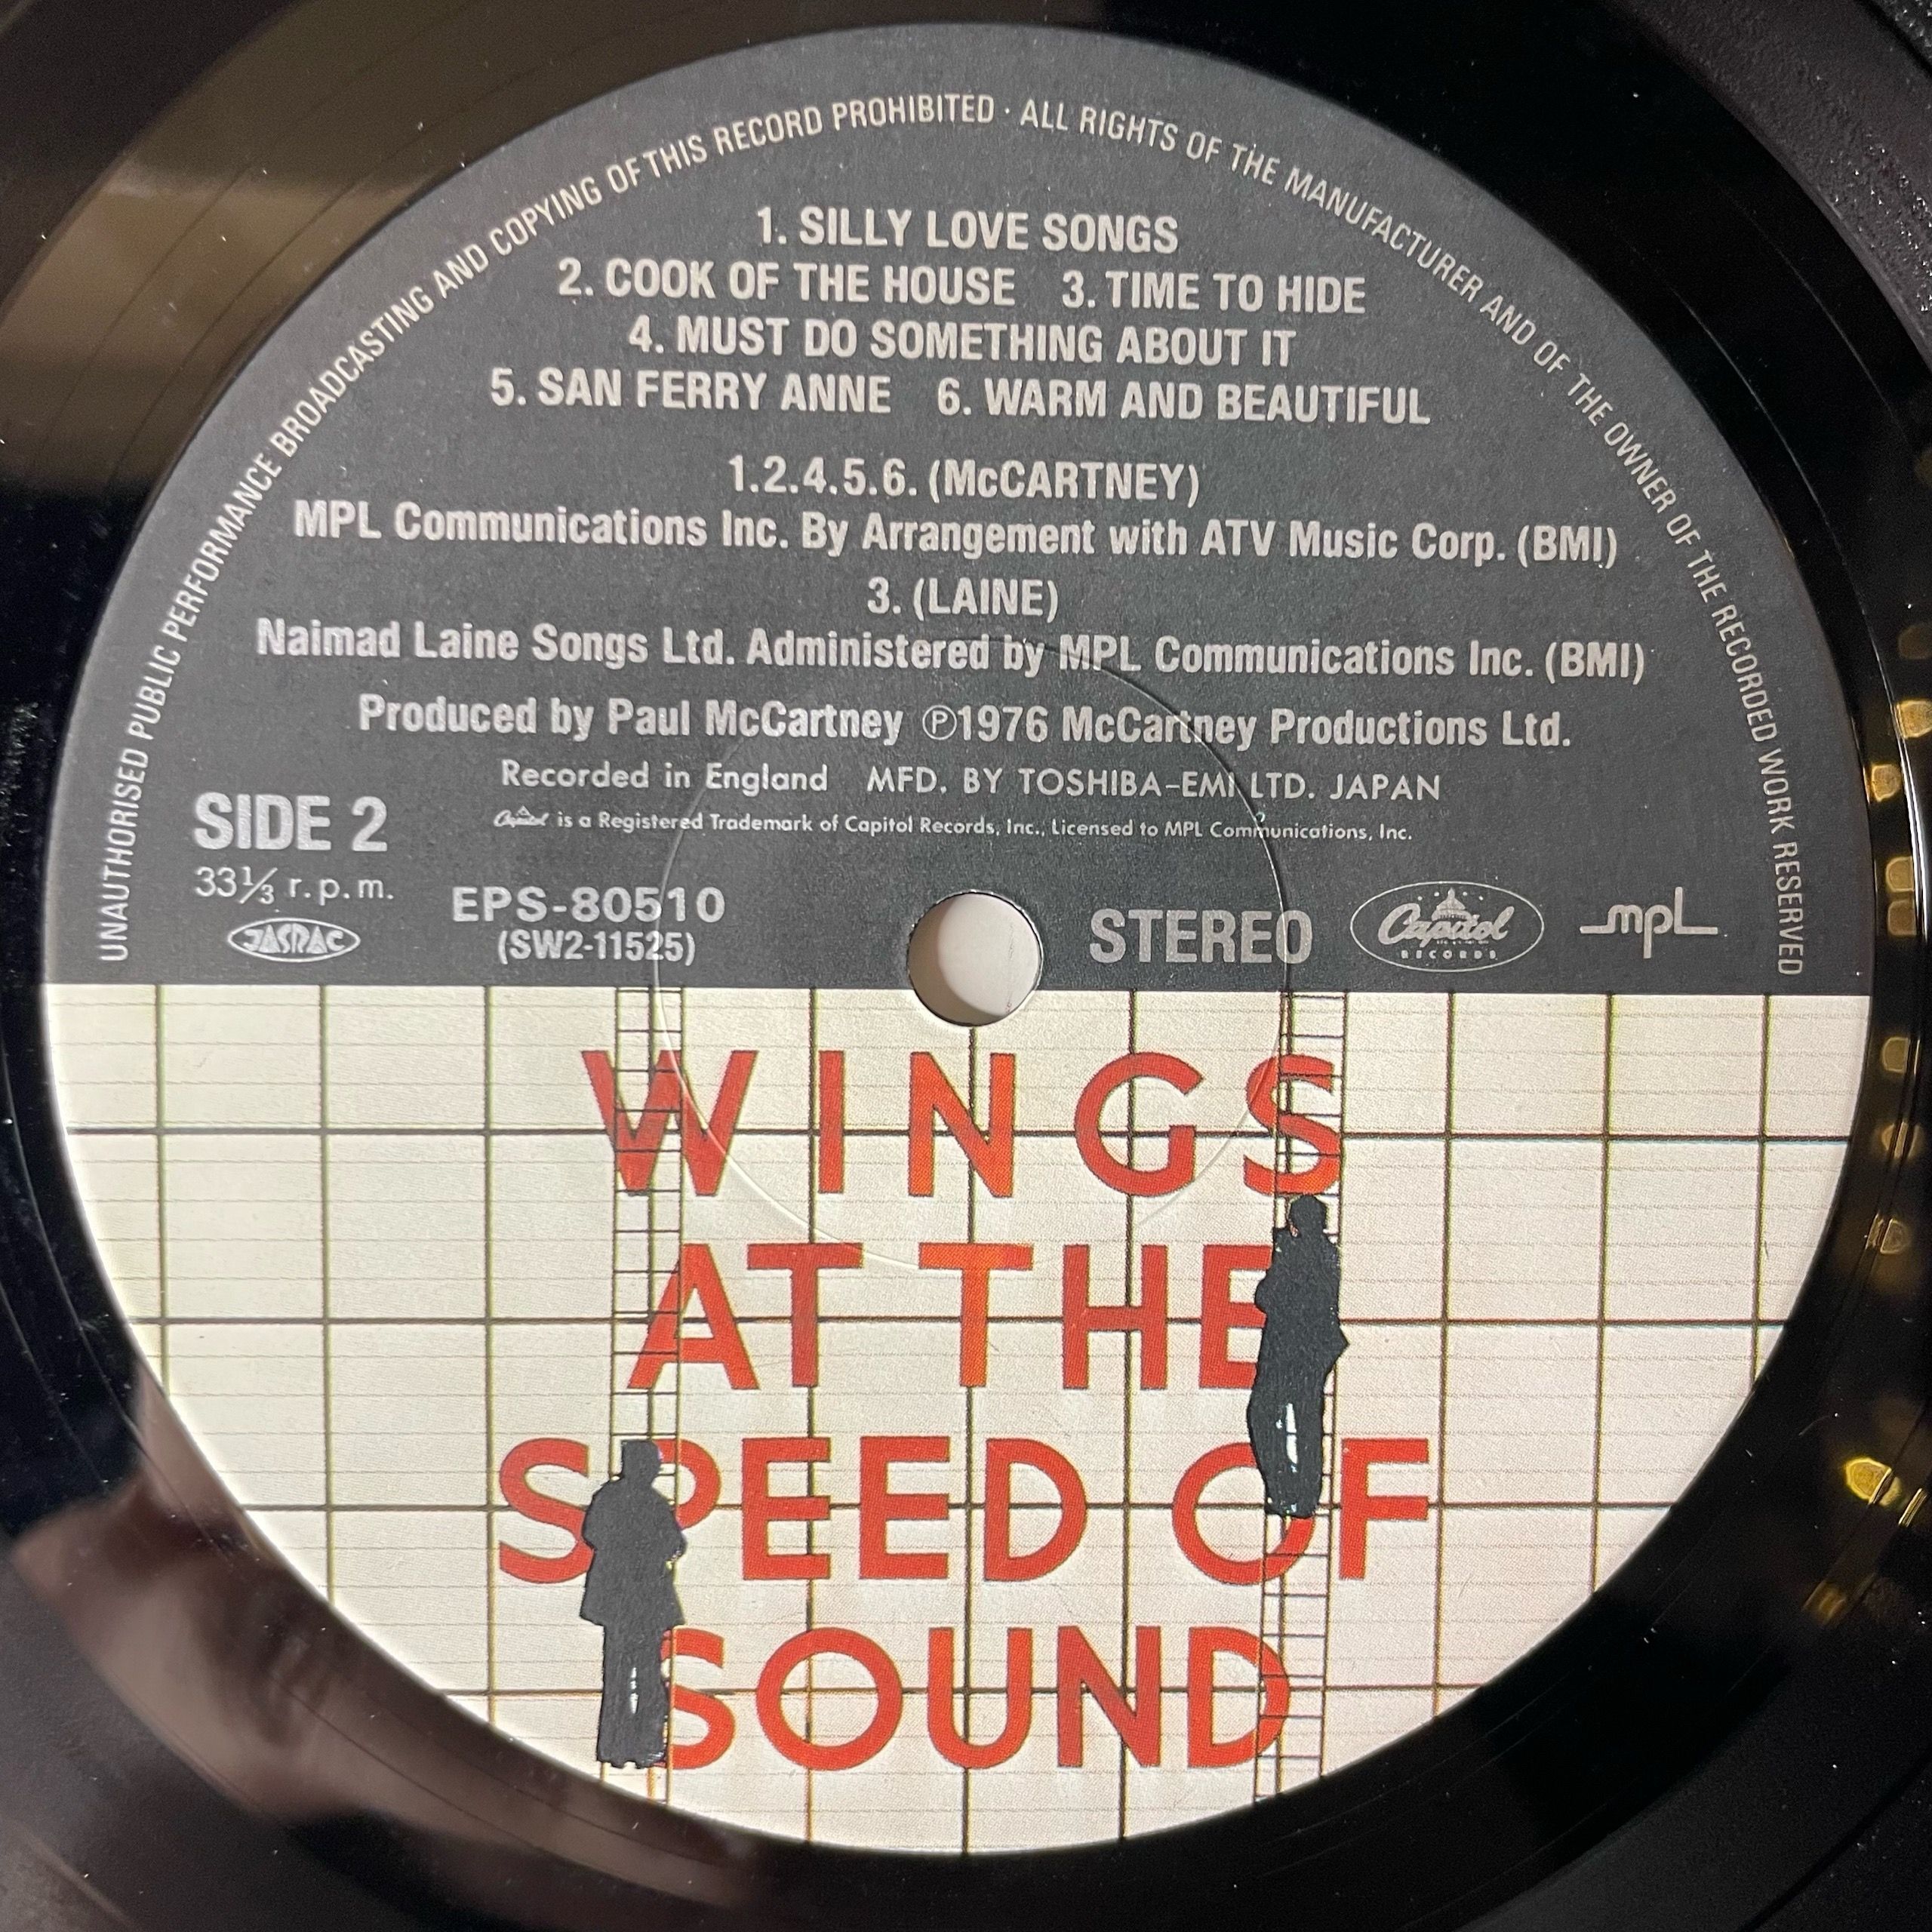 UNAUTHORISED PUBLIC PERFORMANCE BROADCASTING AND COPYING OF THIS RECORD PROHIBITED · ALL RIGHTS OF THE MANUFACTURER AND OF THE OWNER OF THE RECORDED WORK RESERVED
1. SILLY LOVE SONGS
2. COOK OF THE HOUSE 3. TIME TO HIDE
4. MUST DO SOMETHING ABOUT IT
5. SAN FERRY ANNE 6. WARM AND BEAUTIFUL
1.2.4.5.6. (McCARTNEY)
MPL Communications Inc. By Arrangement with ATV Music Corp. (BMI)
3. (LAINE)
Naimad Laine Songs Ltd. Administered by MPL Communications Inc. (BMI)
Produced by Paul McCartney ℗1976 McCartney Productions Ltd.
Recorded in England MFD. BY TOSHIBA-EMI LTD. JAPAN
Capitol is a Registered Trademark of Capitol Records, Inc., Licensed to MPL Communications, Inc.
SIDE 2
33⅓ r.p.m.
JASRAC
EPS-80510
(SW2-11525)
STEREO
Capitol
RECORDS
mpl
WINGS
AT THE
SPEED OF
SOUND